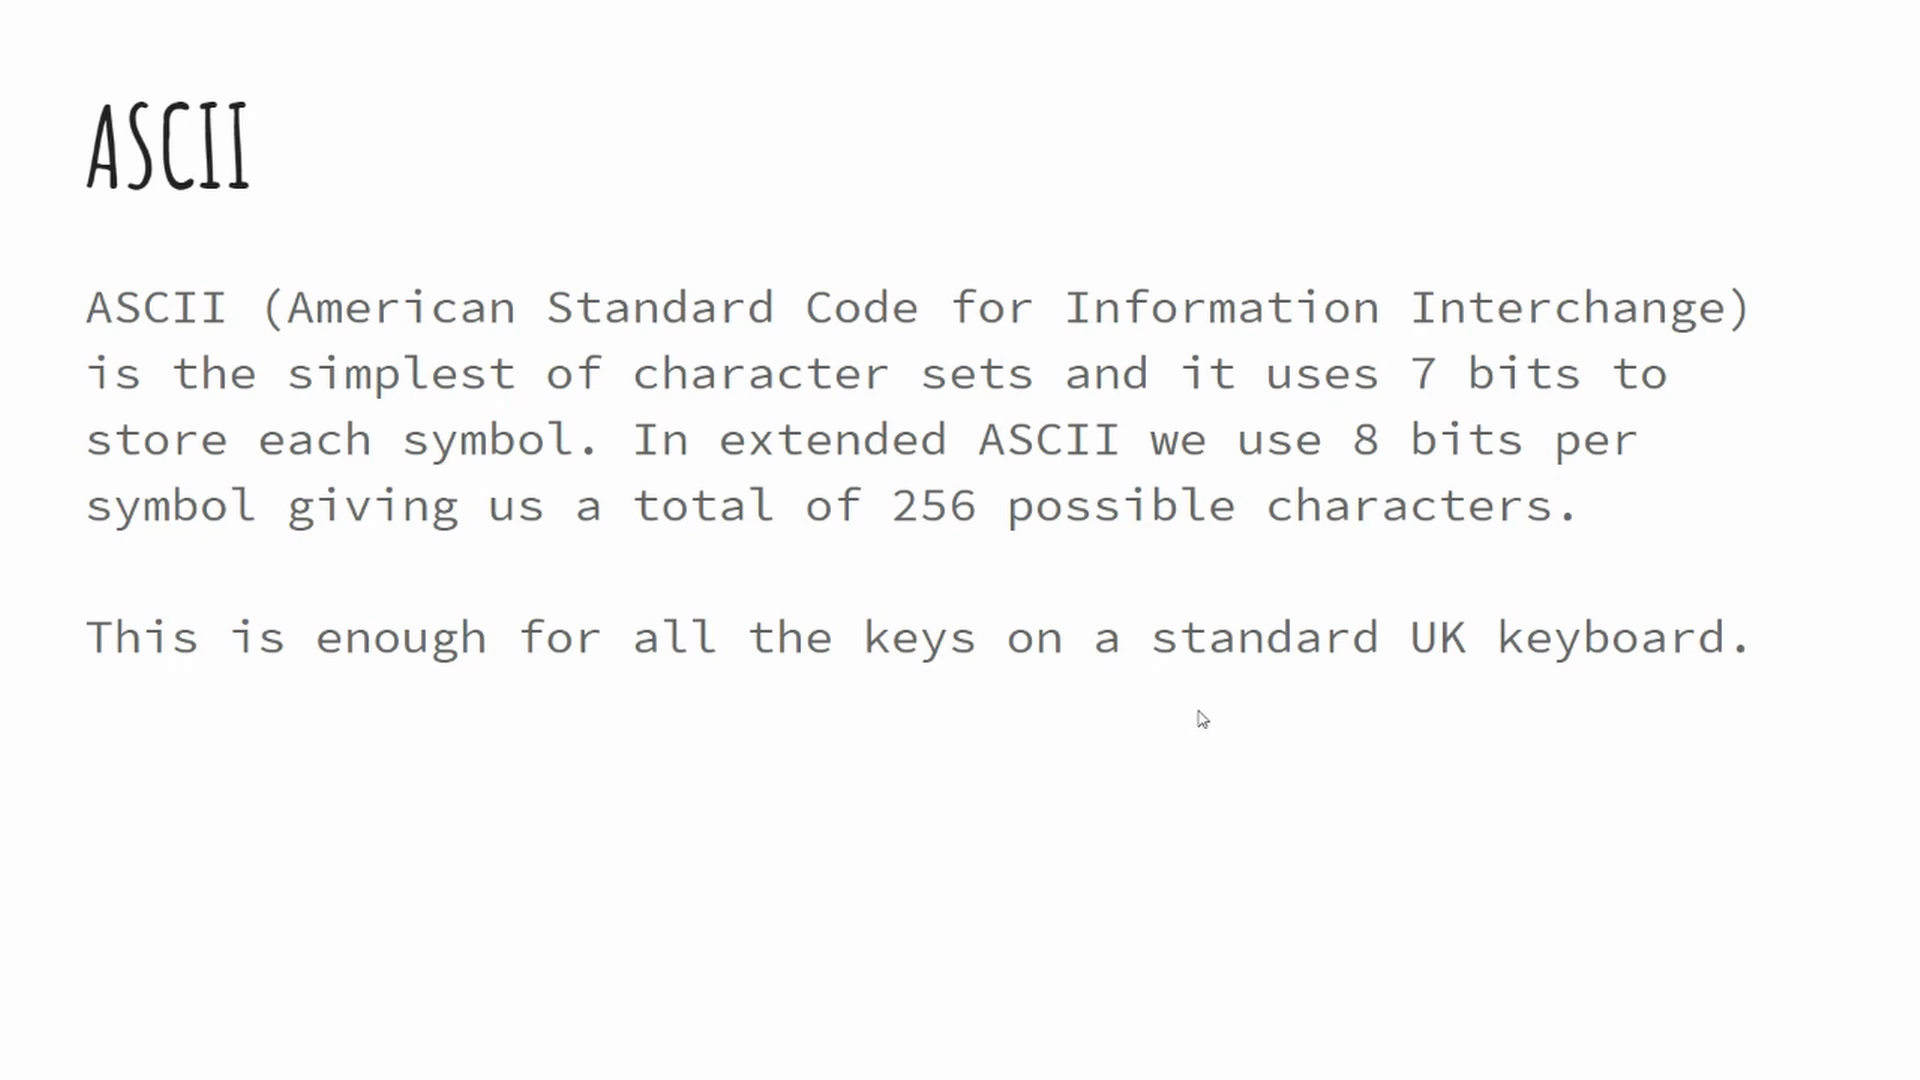 ASCII
ASCII (American Standard Code for Information Interchange)
is the simplest of character sets and it uses 7 bits to
store each symbol. In extended ASCII we use 8 bits per
symbol giving us a total of 256 possible characters.
This is enough for all the keys on a standard UK keyboard.